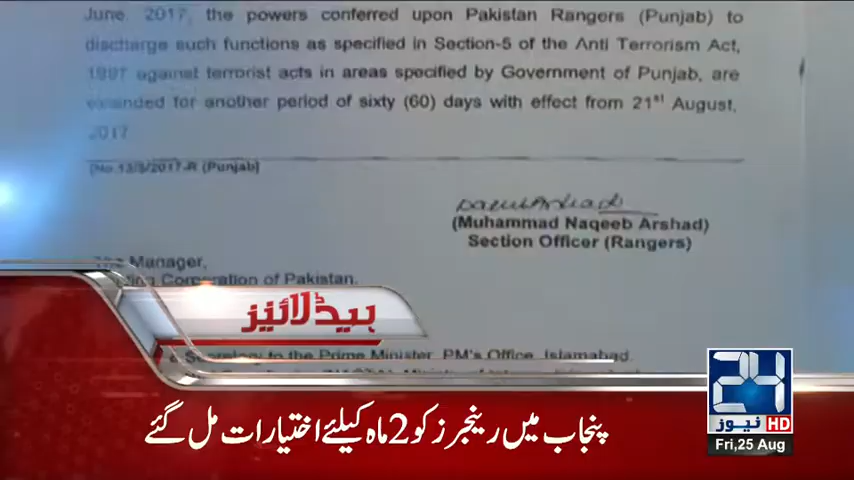 June, 2017, the powers conferred upon Pakistan Rangers (Punjab) to
discharge such functions as specified in Section-5 of the Anti Terrorism Act,
1997 against terrorist acts in areas specified by Government of Punjab, are
extended for another period of sixty (60) days with effect from 21st August,
2017
[No.13/3/2017-R (Punjab)
(Muhammad Naqeeb Arshad)
Section Officer (Rangers)
The Manager,
Corporation of Pakistan.
ہیڈلائنز
Secretary to the Prime Minister, PM's Office, Islamabad.
پنجاب میں رینجرز کو 2 ماہ کیلئے اختیارات مل گئے
24
نیوز HD
Fri,25 Aug